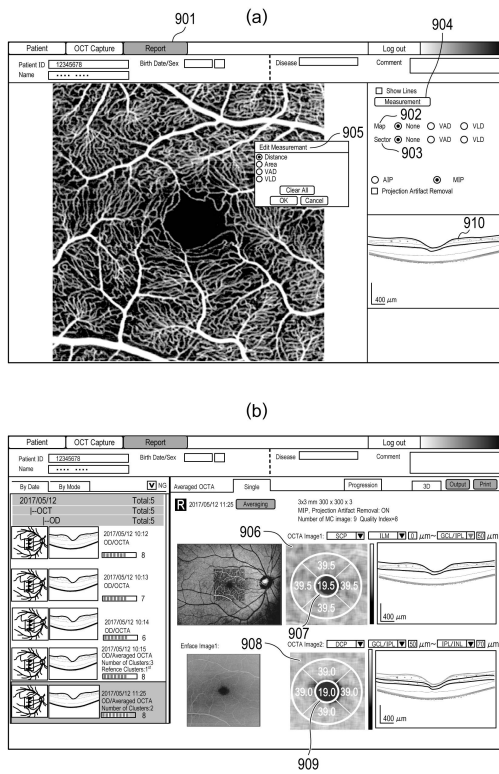 (a)
901
904
Patient OCT Capture Report Log out
Patient ID 12345678 Birth Date/Sex Disease Comment
Name
Show Lines
Measurement
902
Map None VAD VLD
Sector None VAD VLD
903
905
Edit Measuremant
Distance
Area
VAD
VLD
Clear All
OK Cancel
AIP MIP
Projection Artifact Removal
910
400 μm
(b)
Patient OCT Capture Report Log out
Patient ID 12345678 Birth Date/Sex Disease Comment
Name
By Date By Mode V NG
Averaged OCTA Single Progression 3D Output Print
2017/05/12 Total:5
|--OCT Total:5
|--OD Total:5
2017/05/12 10:12
OD/OCTA
8
2017/05/12 10:13
OD/OCTA
7
2017/05/12 10:14
OD/OCTA
6
2017/05/12 10:15
OD/Averaged OCTA
Number of Clusters:3
Refence Clusters:1st
8
2017/05/12 11:25
OD/Averaged OCTA
Number of Clusters:2
8
R 2017/05/12 11:25 Averaging
3x3 mm 300 x 300 x 3
MIP, Projection Artifact Removal: ON
Number of MC image: 9 Quality Index=8
906
OCTA Image1: SCP ILM 0 μm~ GCL/IPL 50 μm
39.5
39.5 19.5 39.5
39.5
907
400 μm
Enface Image1:
908
OCTA Image2: DCP GCL/IPL 50 μm~ IPL/INL 70 μm
39.0
39.0 19.0 39.0
39.0
909
400 μm